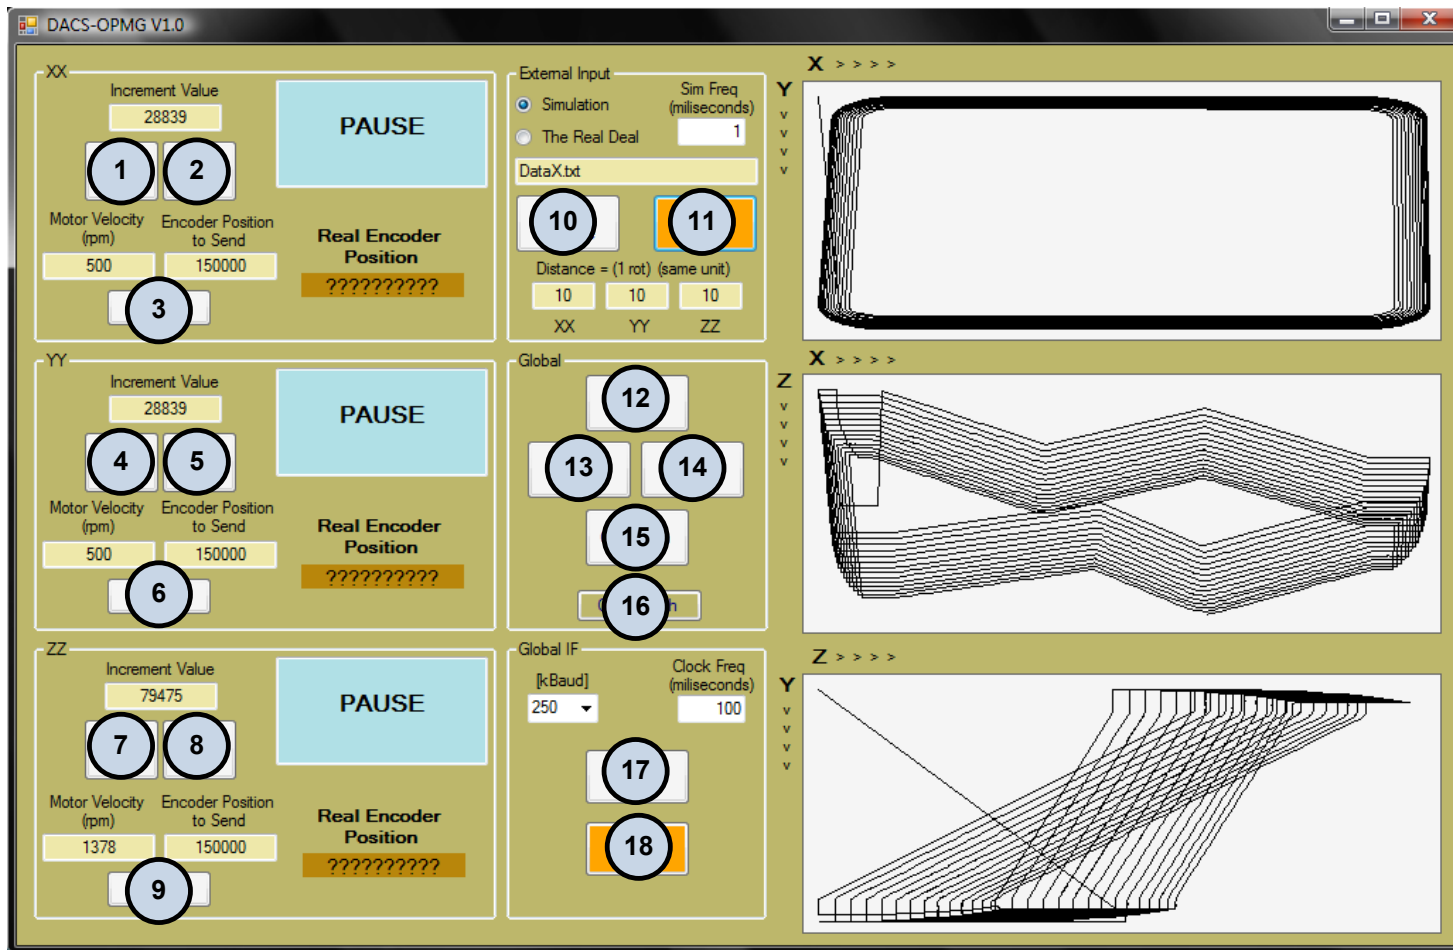 DACS-OPMG V1.0
XX
Increment Value
28839
PAUSE
1
2
Motor Velocity
(rpm)
Encoder Position
to Send
500
150000
Real Encoder
Position
??????????
3
YY
Increment Value
28839
PAUSE
4
5
Motor Velocity
(rpm)
Encoder Position
to Send
500
150000
Real Encoder
Position
??????????
6
ZZ
Increment Value
79475
PAUSE
7
8
Motor Velocity
(rpm)
Encoder Position
to Send
1378
150000
Real Encoder
Position
??????????
9
External Input
Simulation
The Real Deal
Sim Freq
(miliseconds)
1
DataX.txt
10
11
Distance = (1 rot) (same unit)
10 10 10
XX YY ZZ
Global
12
13
14
15
16
Global IF
[kBaud]
250
Clock Freq
(miliseconds)
100
17
18
X > > > >
Y
v
v
v
v
X > > > >
Z
v
v
v
v
Z > > > >
Y
v
v
v
v